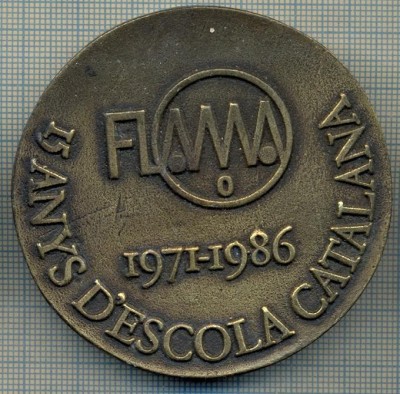 FLAMA
O
1971-1986
15 ANYS D'ESCOLA CATALANA